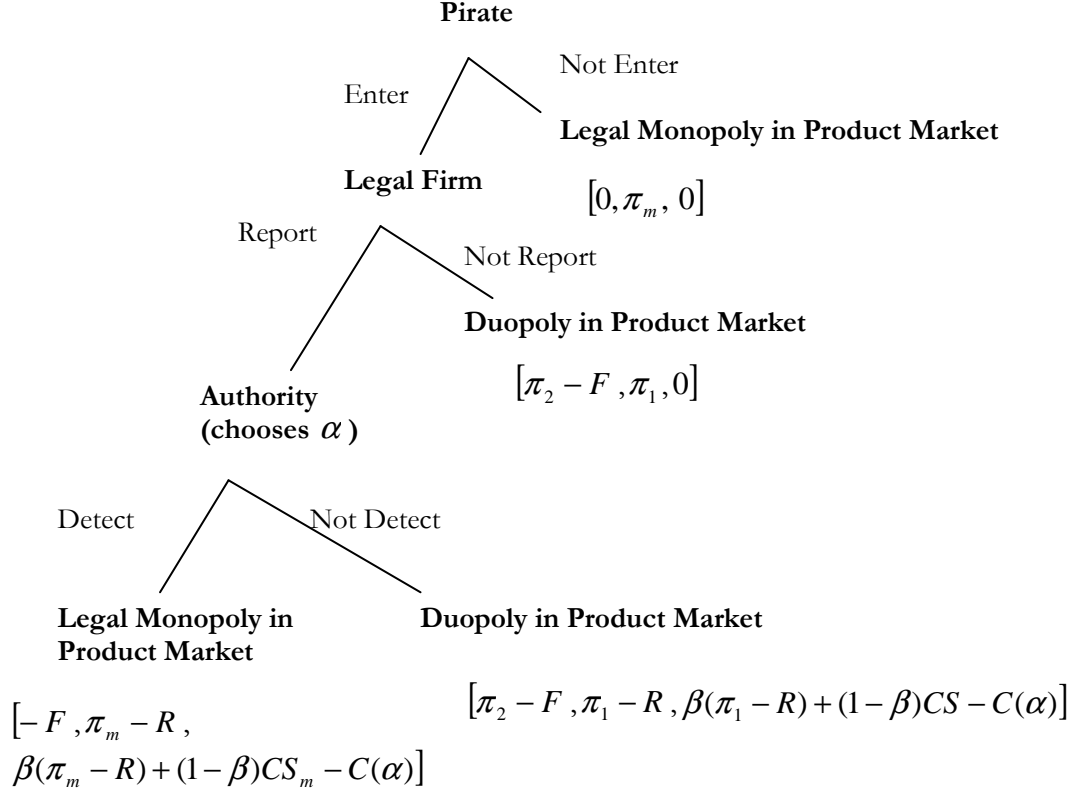 Pirate
Not Enter
Enter
Legal Monopoly in Product Market
Legal Firm
[0, π_m, 0]
Report
Not Report
Duopoly in Product Market
[π_2 − F , π_1, 0]
Authority
(chooses α )
Detect
Not Detect
Legal Monopoly in
Product Market
Duopoly in Product Market
[− F , π_m − R ,
β(π_m − R) + (1 − β)CS_m − C(α)]
[π_2 − F , π_1 − R , β(π_1 − R) + (1 − β)CS − C(α)]